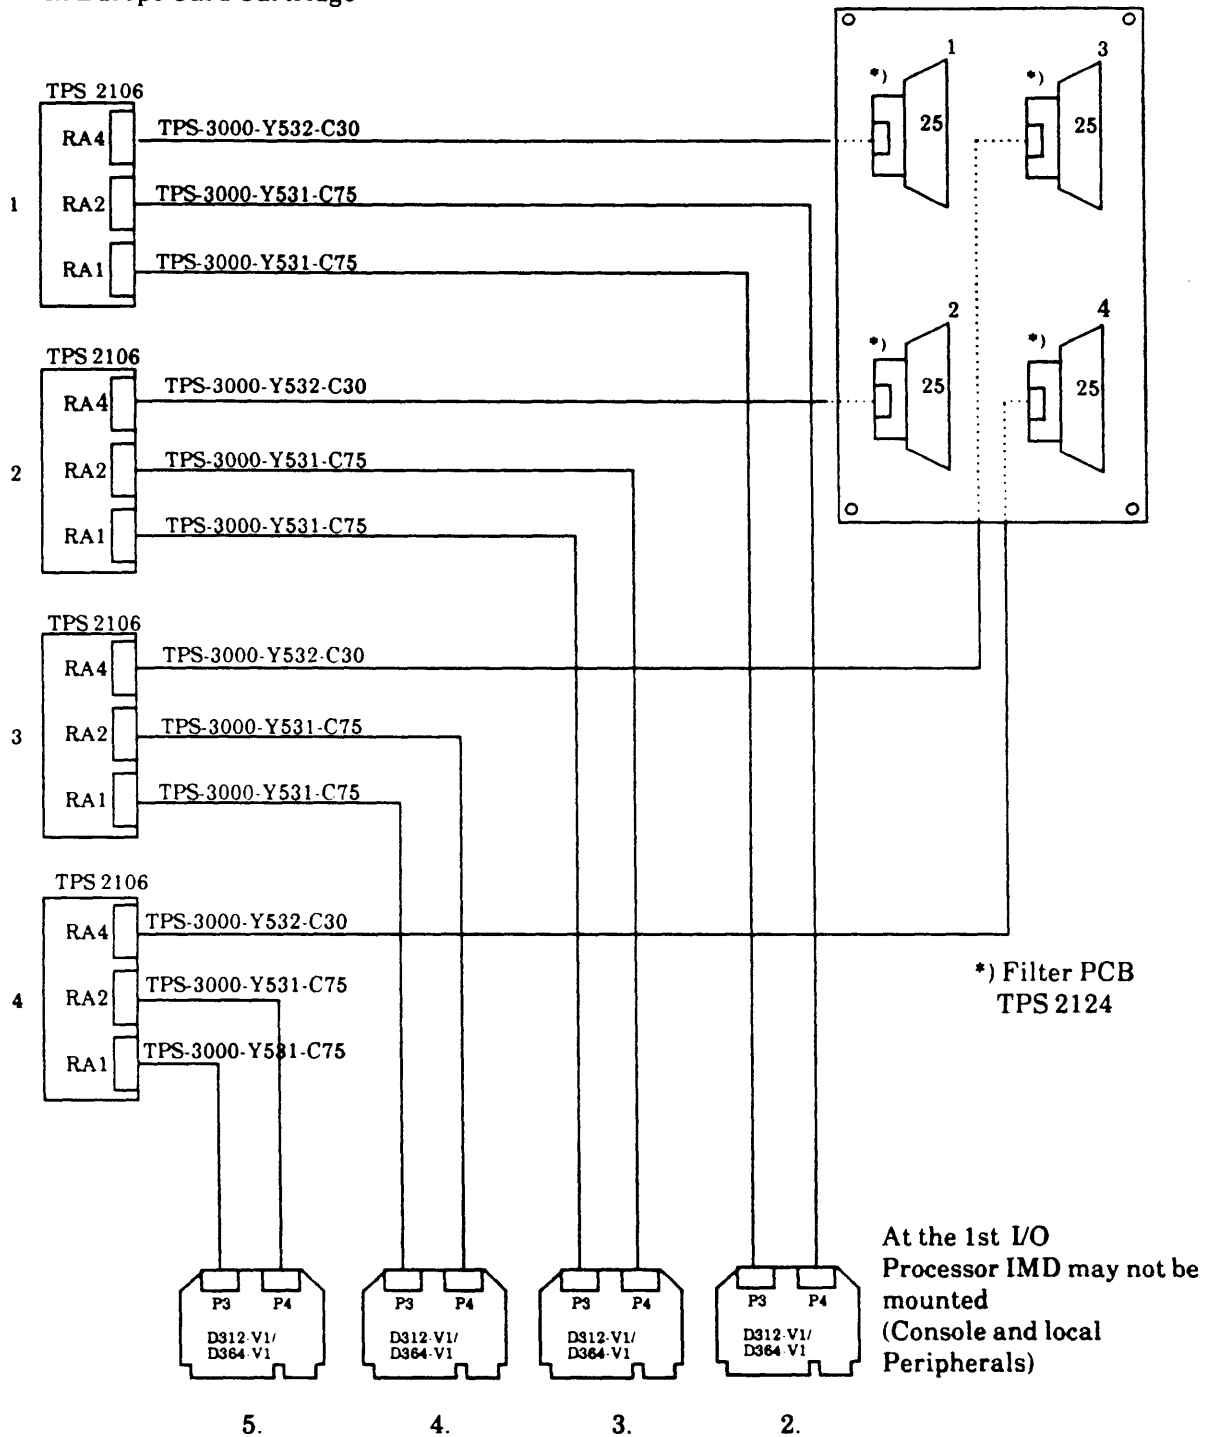 1
3
*)
*)
25
25
TPS 2106
RA4
TPS-3000-Y532-C30
1
RA2
TPS-3000-Y531-C75
RA1
TPS-3000-Y531-C75
2
4
*)
*)
25
25
TPS 2106
RA4
TPS-3000-Y532-C30
2
RA2
TPS-3000-Y531-C75
RA1
TPS-3000-Y531-C75
TPS 2106
RA4
TPS-3000-Y532-C30
3
RA2
TPS-3000-Y531-C75
RA1
TPS-3000-Y531-C75
TPS 2106
RA4
TPS-3000-Y532-C30
4
RA2
TPS-3000-Y531-C75
RA1
TPS-3000-Y531-C75
*) Filter PCB
TPS 2124
At the 1st I/O
Processor IMD may not be
mounted
(Console and local
Peripherals)
P3 P4
D312-V1/
D364-V1
P3 P4
D312-V1/
D364-V1
P3 P4
D312-V1/
D364-V1
P3 P4
D312-V1/
D364-V1
5. 4. 3. 2.